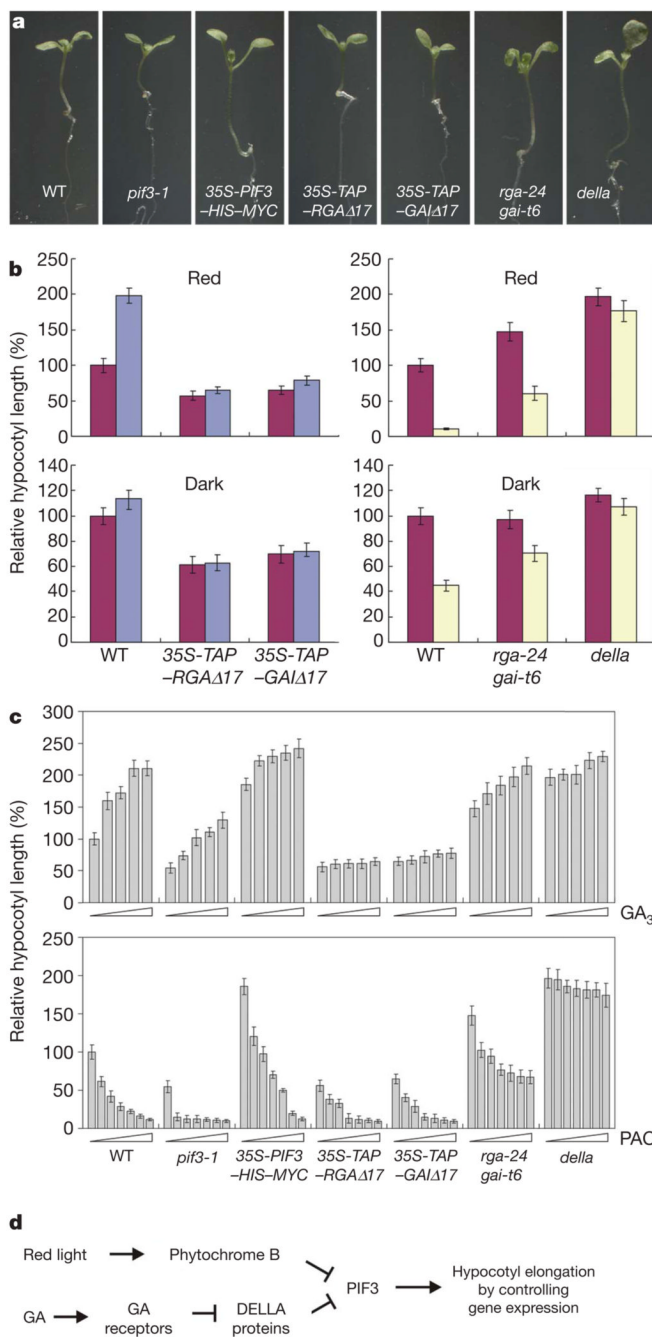 a
WT
pif3-1
35S-PIF3
–HIS–MYC
35S-TAP
–RGAΔ17
35S-TAP
–GAIΔ17
rga-24
gai-t6
della
b
Relative hypocotyl length (%)
Red
200
150
100
50
0
Red
200
150
100
50
0
Dark
140
120
100
80
60
40
20
0
WT
35S-TAP
–RGAΔ17
35S-TAP
–GAIΔ17
Dark
140
120
100
80
60
40
20
0
WT
rga-24
gai-t6
della
c
Relative hypocotyl length (%)
300
250
200
150
100
50
0
GA3
250
200
150
100
50
0
PAC
WT
pif3-1
35S-PIF3
–HIS–MYC
35S-TAP
–RGAΔ17
35S-TAP
–GAIΔ17
rga-24
gai-t6
della
d
Red light
Phytochrome B
PIF3
Hypocotyl elongation
by controlling
gene expression
GA
GA
receptors
DELLA
proteins